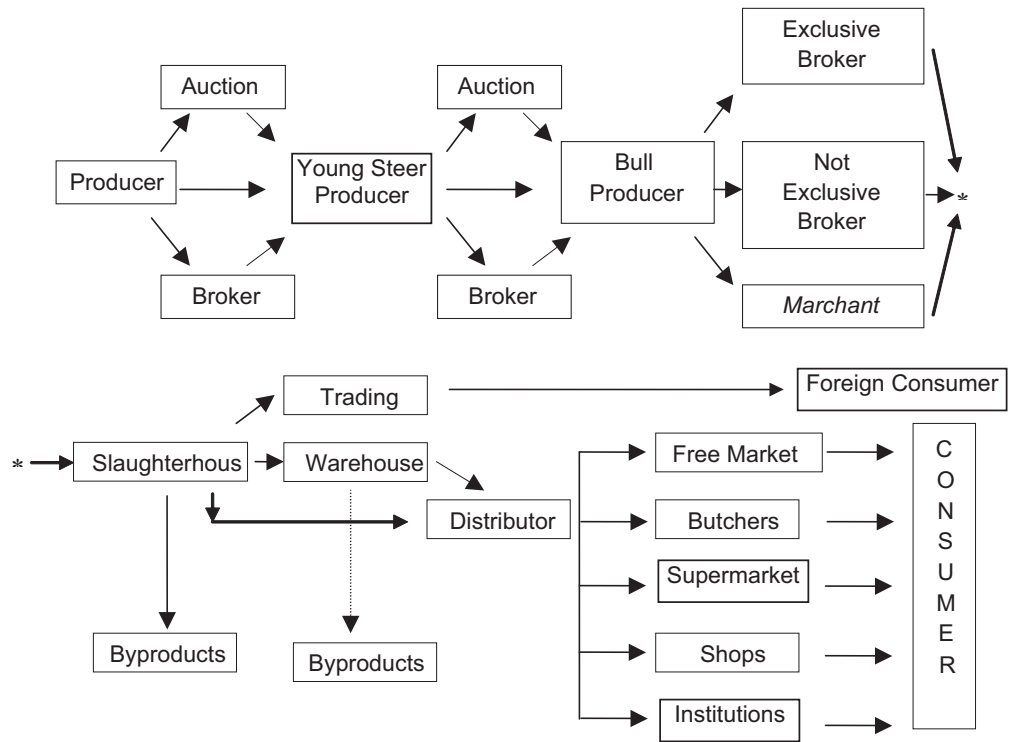 Exclusive
Broker
Auction
Auction
Producer
Young Steer
Producer
Bull
Producer
Not
Exclusive
Broker
*
Broker
Broker
Marchant
Trading
Foreign Consumer
*
Slaughterhous
Warehouse
Distributor
Free Market
Butchers
Supermarket
Shops
Institutions
C
O
N
S
U
M
E
R
Byproducts
Byproducts